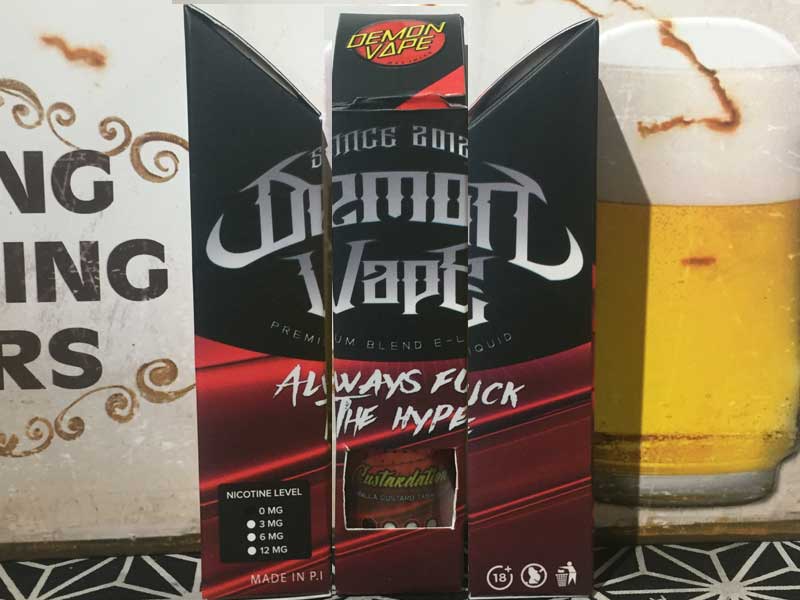 DEMON
VAPE
SINCE 2012
Demon
Vape
PREMIUM BLEND E-LIQUID
ALWAYS FUCK
THE HYPE
Custardation
NICOTINE LEVEL
0 MG
3 MG
6 MG
12 MG
MADE IN P.I
18+
NG
ING
RS